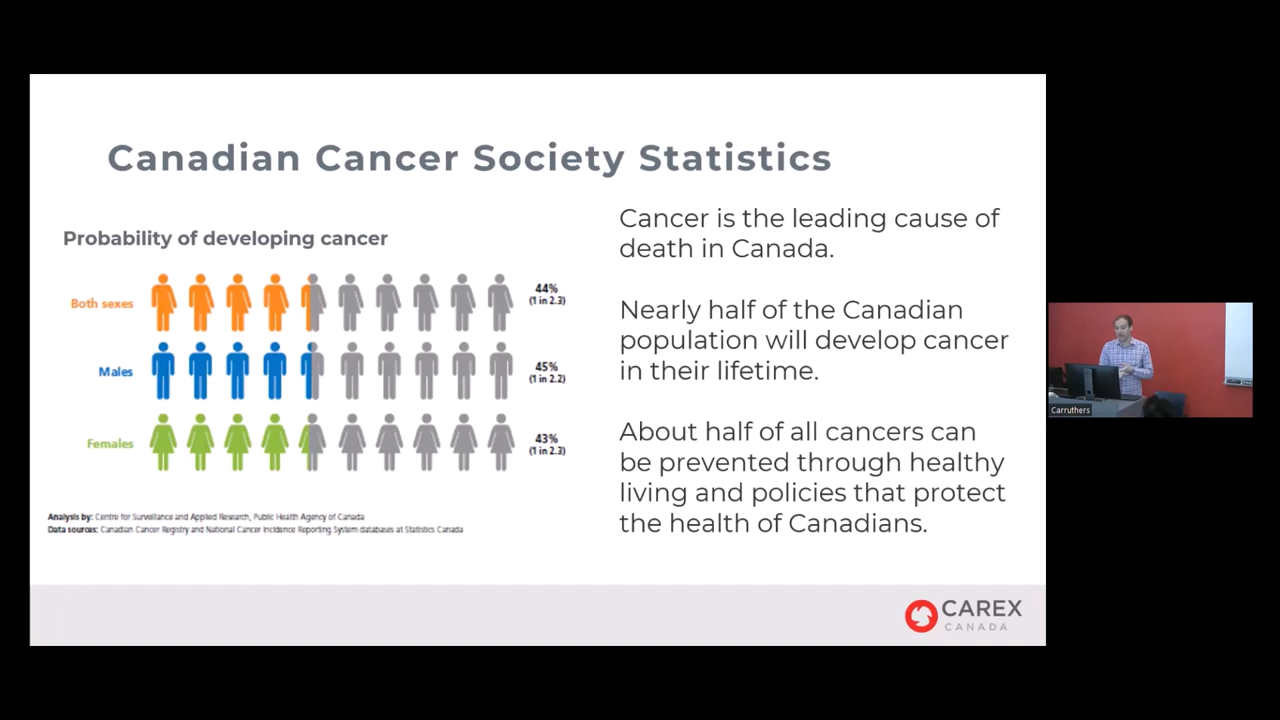 Canadian Cancer Society Statistics
Probability of developing cancer
Both sexes
44%
(1 in 2.3)
Males
45%
(1 in 2.2)
Females
43%
(1 in 2.3)
Analysis by: Centre for Surveillance and Applied Research, Public Health Agency of Canada
Data sources: Canadian Cancer Registry and National Cancer Incidence Reporting System databases at Statistics Canada
Cancer is the leading cause of
death in Canada.
Nearly half of the Canadian
population will develop cancer
in their lifetime.
About half of all cancers can
be prevented through healthy
living and policies that protect
the health of Canadians.
CAREX
CANADA
Carruthers